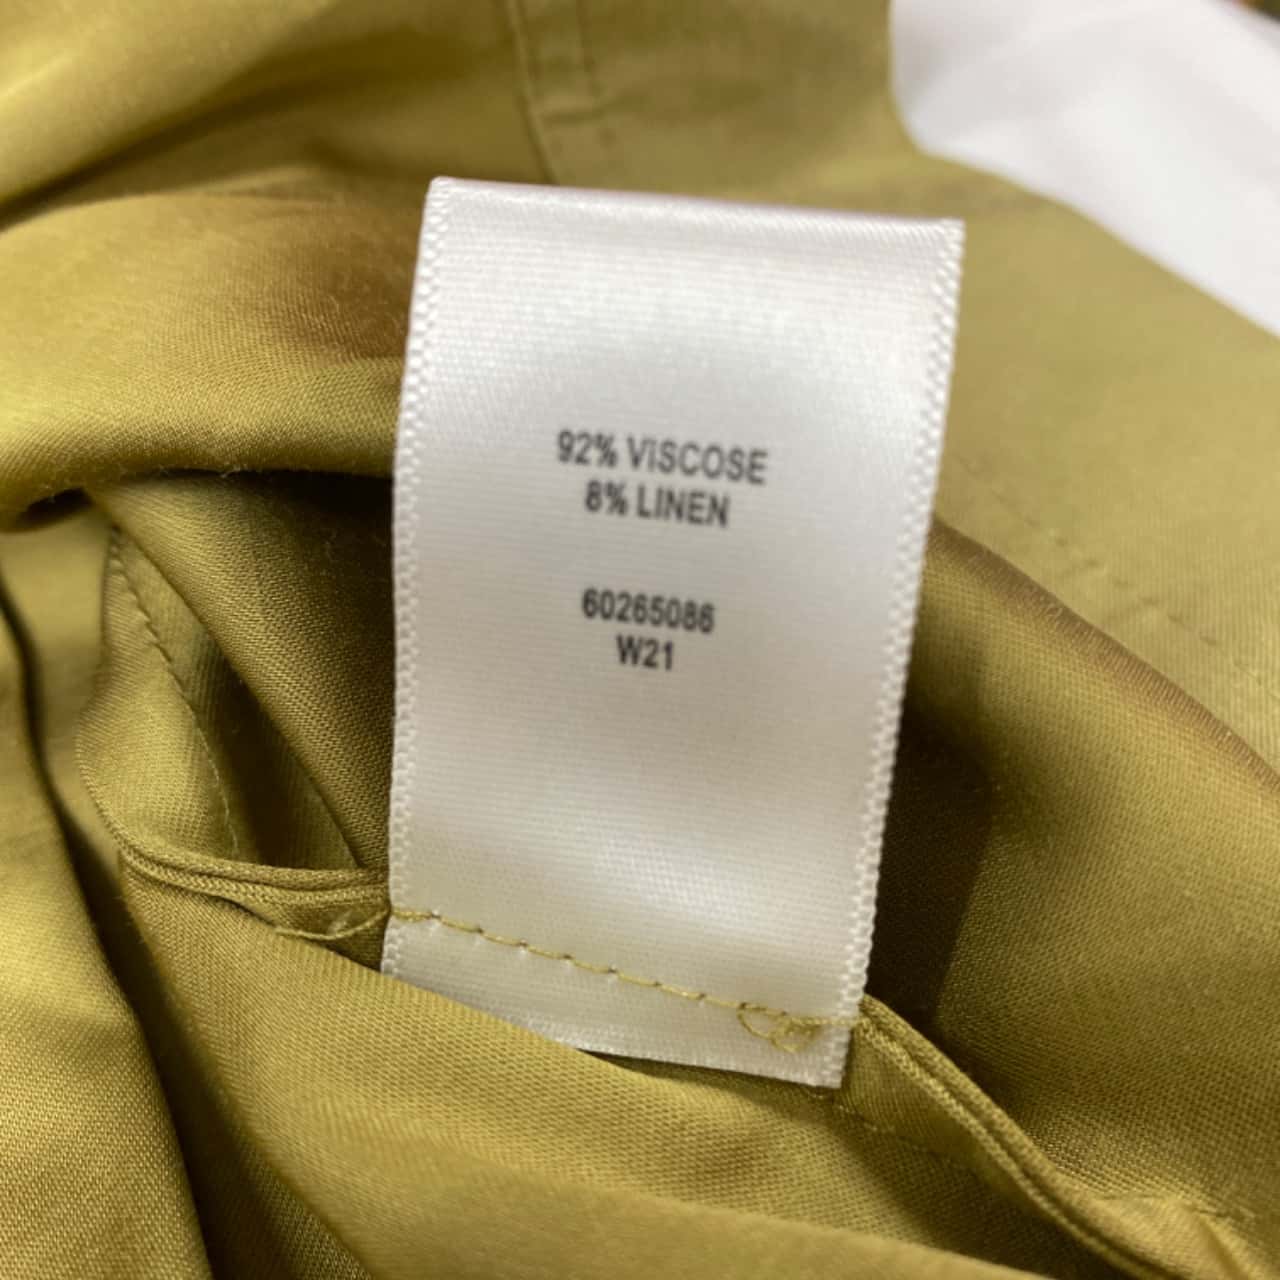 92% VISCOSE
8% LINEN
60265086
W21